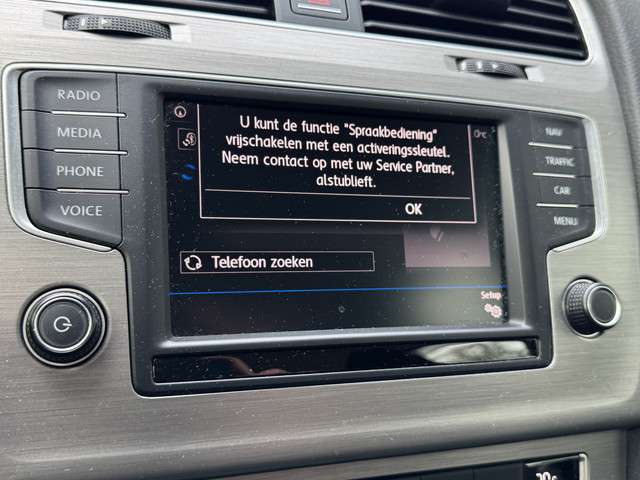 RADIO
MEDIA
PHONE
VOICE
U kunt de functie "Spraakbediening"
vrijschakelen met een activeringssleutel.
Neem contact op met uw Service Partner,
alstublieft.
OK
Telefoon zoeken
Setup
NAV
TRAFFIC
CAR
MENU